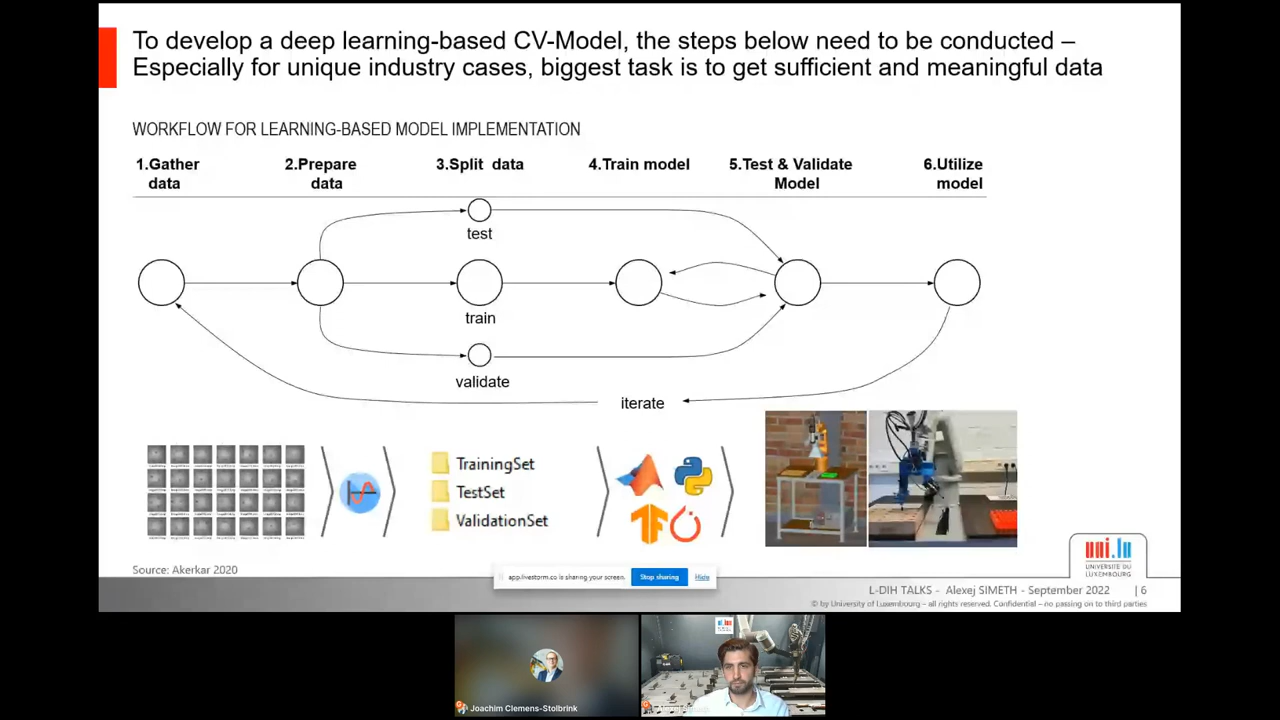 To develop a deep learning-based CV-Model, the steps below need to be conducted –
Especially for unique industry cases, biggest task is to get sufficient and meaningful data
WORKFLOW FOR LEARNING-BASED MODEL IMPLEMENTATION
1.Gather data
2.Prepare data
3.Split data
4.Train model
5.Test & Validate Model
6.Utilize model
test
train
validate
iterate
TrainingSet
TestSet
ValidationSet
Source: Akerkar 2020
uni.lu
UNIVERSITÉ DU
LUXEMBOURG
app.livestorm.co is sharing your screen.
Stop sharing
Hide
L-DIH TALKS - Alexej SIMETH - September 2022 | 6
© by University of Luxembourg – all rights reserved. Confidential – no passing on to third parties
Joachim Clemens-Stolbrink